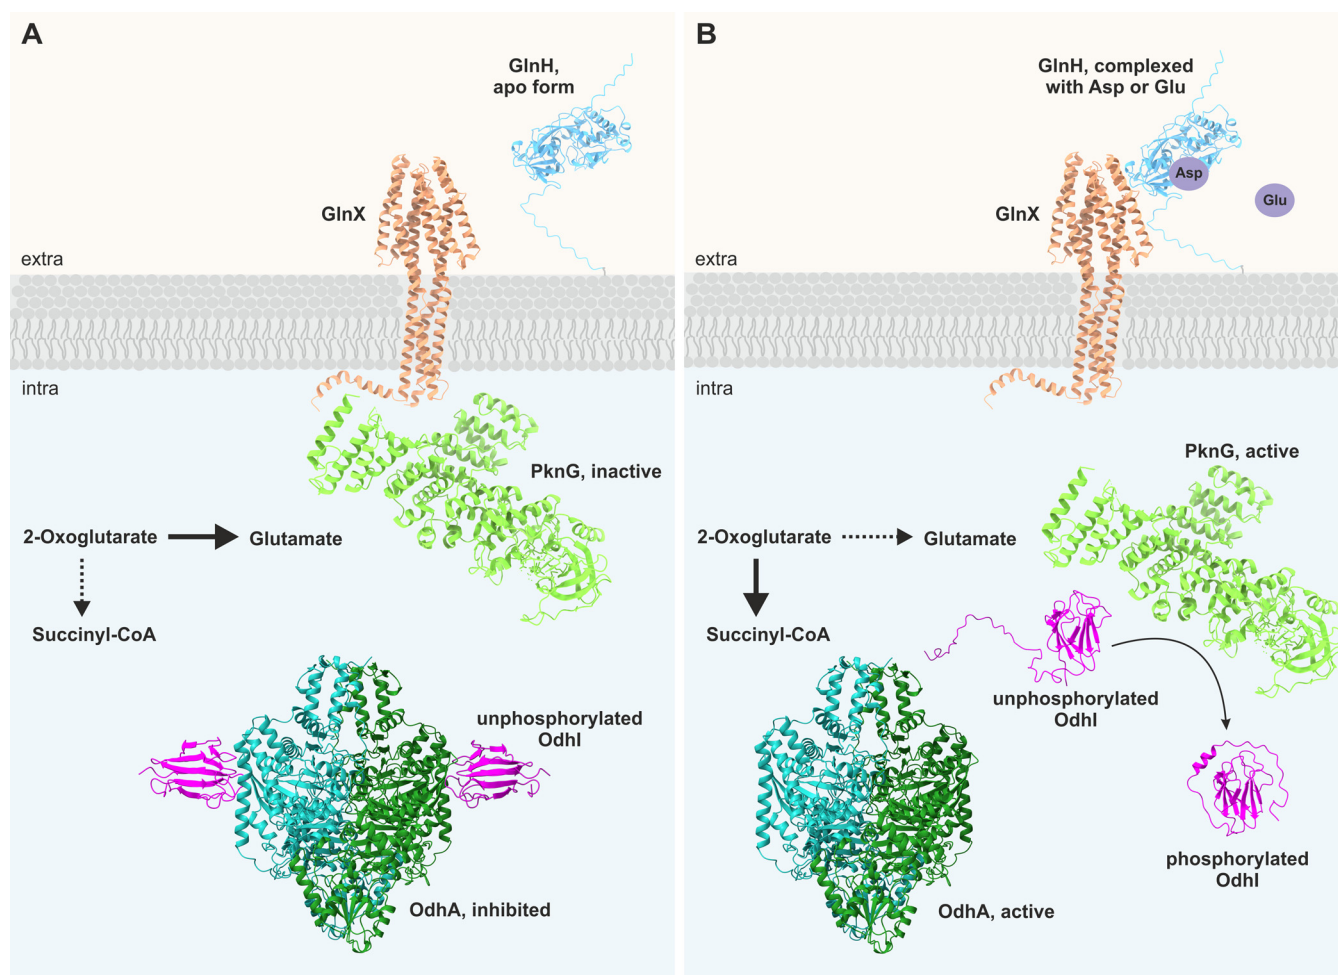 A
GlnH,
apo form
GlnX
extra
intra
PknG, inactive
2-Oxoglutarate
Glutamate
Succinyl-CoA
unphosphorylated
OdhI
OdhA, inhibited
B
GlnH, complexed
with Asp or Glu
Asp
Glu
GlnX
extra
intra
PknG, active
2-Oxoglutarate
Glutamate
Succinyl-CoA
unphosphorylated
OdhI
phosphorylated
OdhI
OdhA, active